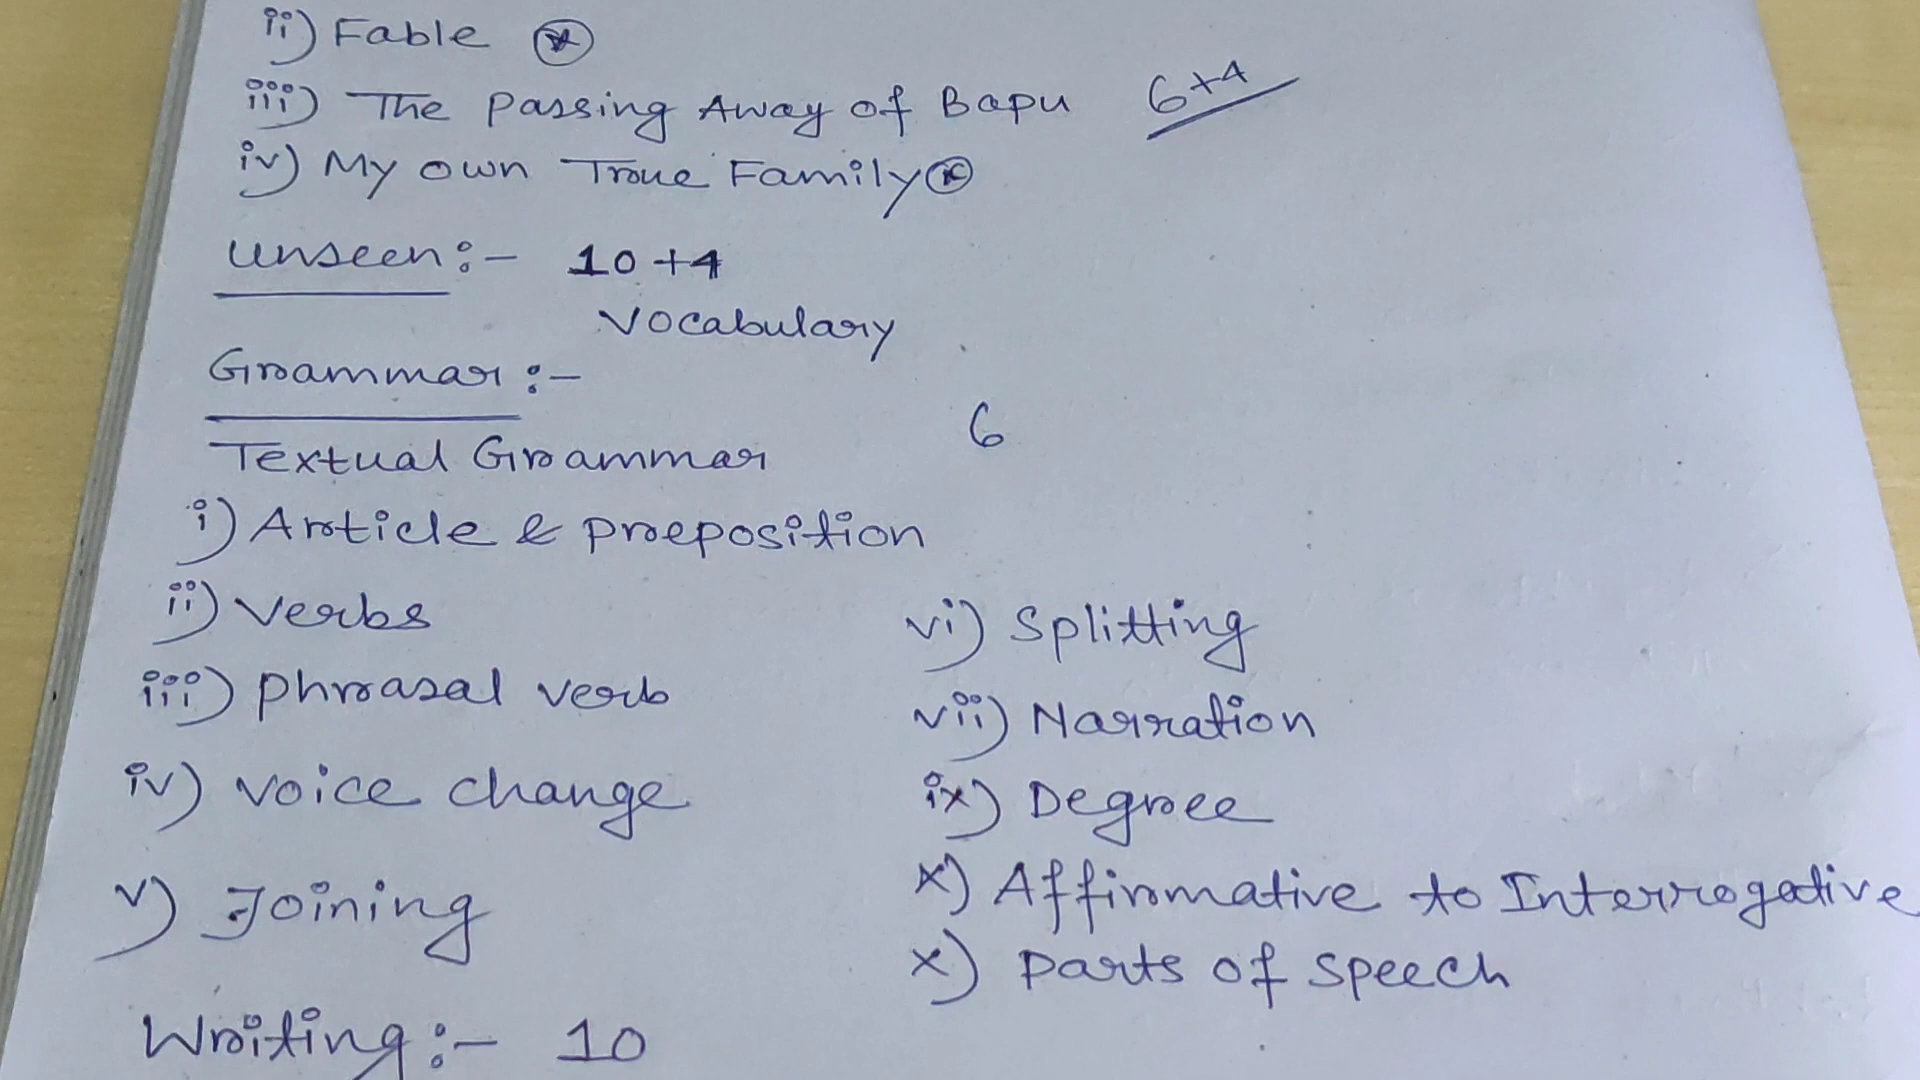 ii) Fable
iii) The Passing Away of Bapu 6+4
iv) My own True Family
Unseen :- 10+4
Vocabulary
Grammar :-
Textual Grammar 6
i) Article & Preposition
ii) Verbs
iii) Phrasal verb
iv) Voice change
v) Joining
vi) Splitting
vii) Narration
ix) Degree
x) Affirmative to Interrogative
x) Parts of Speech
Writing :- 10